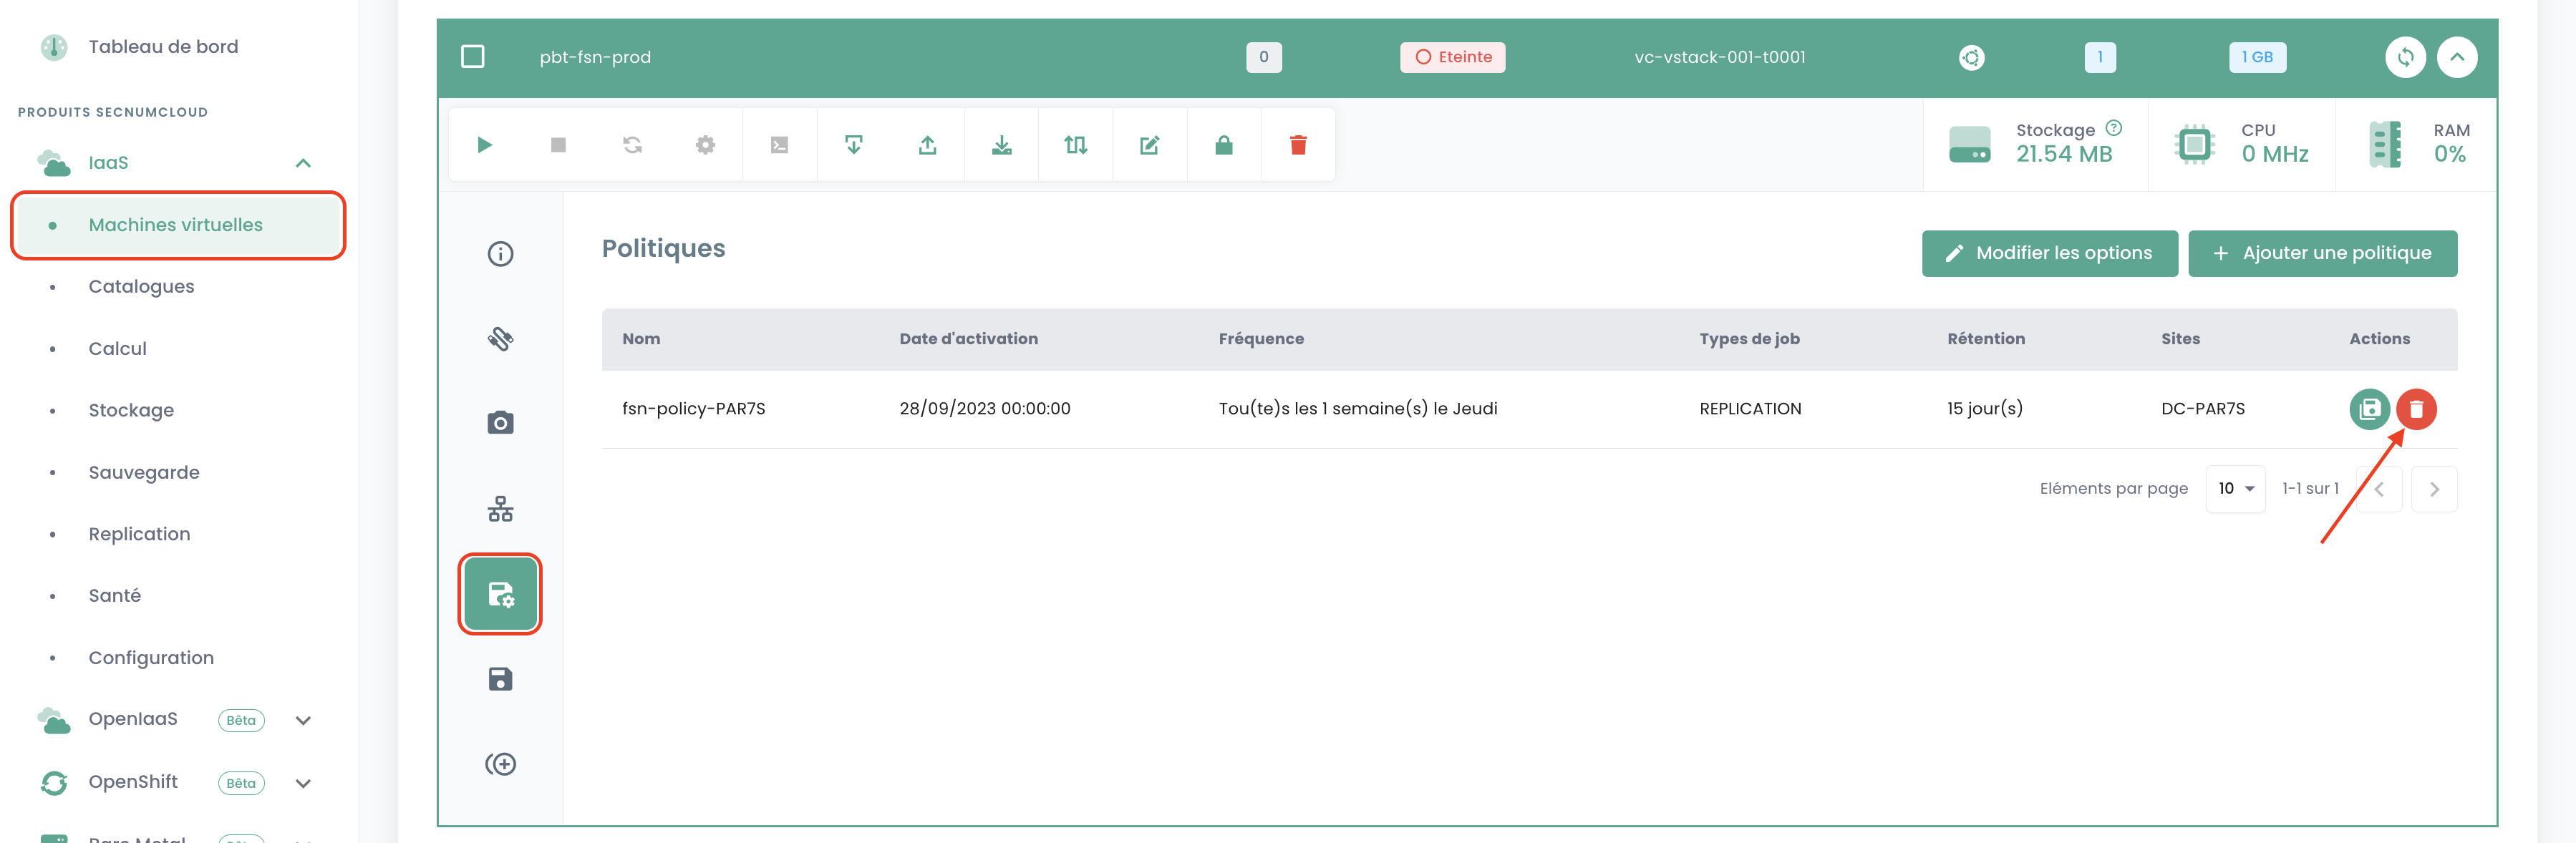 Tableau de bord
PRODUITS SECNUMCLOUD
IaaS
Machines virtuelles
Catalogues
Calcul
Stockage
Sauvegarde
Replication
Santé
Configuration
OpenIaaS Bêta
OpenShift Bêta
Bare Metal Bêta
pbt-fsn-prod 0 Eteinte vc-vstack-001-t0001 1 1 GB
Stockage ?
21.54 MB
CPU
0 MHz
RAM
0%
Politiques
Modifier les options
Ajouter une politique
Nom Date d'activation Fréquence Types de job Rétention Sites Actions
fsn-policy-PAR7S 28/09/2023 00:00:00 Tou(te)s les 1 semaine(s) le Jeudi REPLICATION 15 jour(s) DC-PAR7S
Eléments par page 10 1-1 sur 1